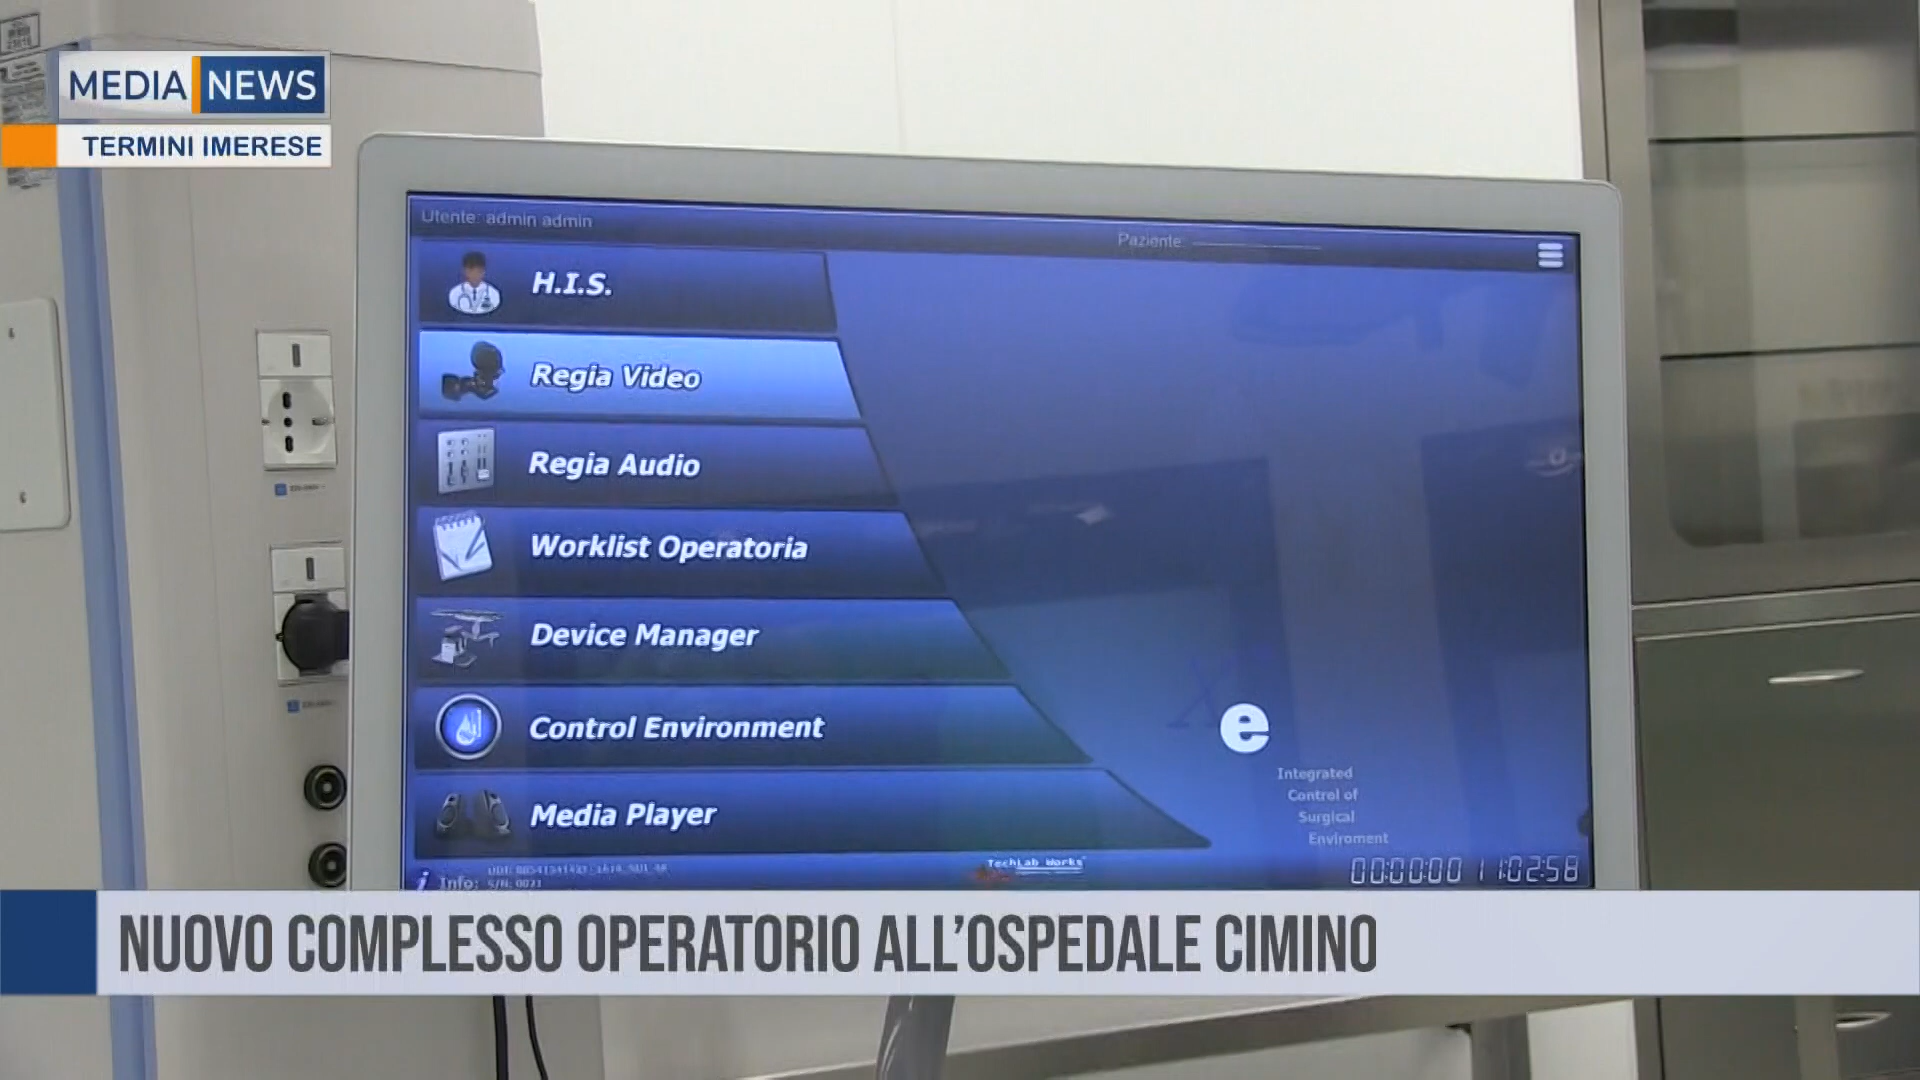 MEDIA NEWS
TERMINI IMERESE
Utente: admin admin
Paziente:
H.I.S.
Regia Video
Regia Audio
Worklist Operatoria
Device Manager
Control Environment
Media Player
e
Integrated
Control of
Surgical
Enviroment
TechLab Works
00:00:00 11:02:58
i Info: S/N: 0021
NUOVO COMPLESSO OPERATORIO ALL'OSPEDALE CIMINO